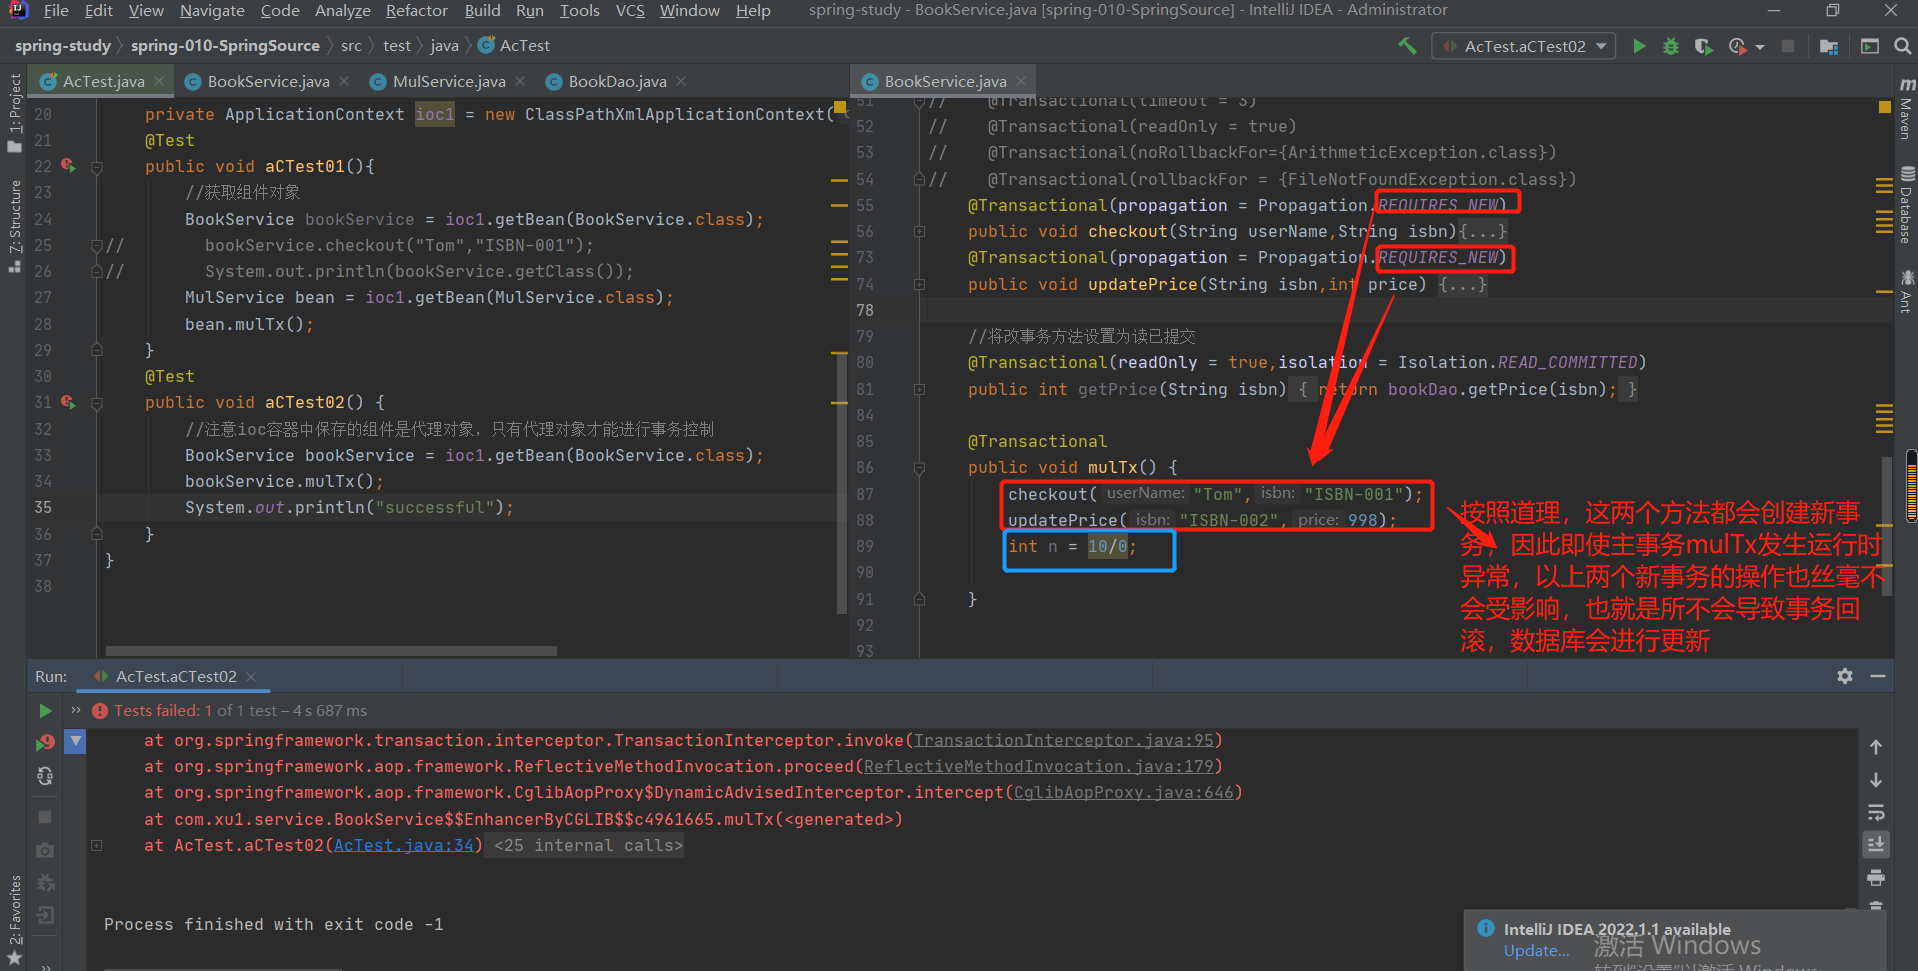 File Edit View Navigate Code Analyze Refactor Build Run Tools VCS Window Help spring-study - BookService.java [spring-010-SpringSource] - IntelliJ IDEA - Administrator
spring-study spring-010-SpringSource src test java AcTest
AcTest.aCTest02
AcTest.java BookService.java MulService.java BookDao.java
1: Project
7: Structure
2: Favorites
20 private ApplicationContext ioc1 = new ClassPathXmlApplicationContext(
21 @Test
22 public void aCTest01(){
23 //获取组件对象
24 BookService bookService = ioc1.getBean(BookService.class);
25 // bookService.checkout("Tom","ISBN-001");
26 // System.out.println(bookService.getClass());
27 MulService bean = ioc1.getBean(MulService.class);
28 bean.mulTx();
29 }
30 @Test
31 public void aCTest02() {
32 //注意ioc容器中保存的组件是代理对象，只有代理对象才能进行事务控制
33 BookService bookService = ioc1.getBean(BookService.class);
34 bookService.mulTx();
35 System.out.println("successful");
36 }
37 }
38
BookService.java
51 // @Transactional(timeout = 3)
52 // @Transactional(readOnly = true)
53 // @Transactional(noRollbackFor={ArithmeticException.class})
54 // @Transactional(rollbackFor = {FileNotFoundException.class})
55 @Transactional(propagation = Propagation.REQUIRES_NEW)
56 public void checkout(String userName,String isbn){...}
73 @Transactional(propagation = Propagation.REQUIRES_NEW)
74 public void updatePrice(String isbn,int price) {...}
78
79 //将改事务方法设置为读已提交
80 @Transactional(readOnly = true,isolation = Isolation.READ_COMMITTED)
81 public int getPrice(String isbn) { return bookDao.getPrice(isbn); }
84
85 @Transactional
86 public void mulTx() {
87 checkout( userName: "Tom", isbn: "ISBN-001");
88 updatePrice( isbn: "ISBN-002", price: 998);
89 int n = 10/0;
90
91 }
92
93
按照道理，这两个方法都会创建新事
务，因此即使主事务mulTx发生运行时
异常，以上两个新事务的操作也丝毫不
会受影响，也就是所不会导致事务回
滚，数据库会进行更新
m Maven
Database
Ant
Run: AcTest.aCTest02
Tests failed: 1 of 1 test – 4 s 687 ms
at org.springframework.transaction.interceptor.TransactionInterceptor.invoke(TransactionInterceptor.java:95)
at org.springframework.aop.framework.ReflectiveMethodInvocation.proceed(ReflectiveMethodInvocation.java:179)
at org.springframework.aop.framework.CglibAopProxy$DynamicAdvisedInterceptor.intercept(CglibAopProxy.java:646)
at com.xu1.service.BookService$$EnhancerByCGLIB$$c4961665.mulTx(<generated>)
at AcTest.aCTest02(AcTest.java:34) <25 internal calls>
Process finished with exit code -1
IntelliJ IDEA 2022.1.1 available
Update...
激活 Windows
转到"设置"以激活 Windows